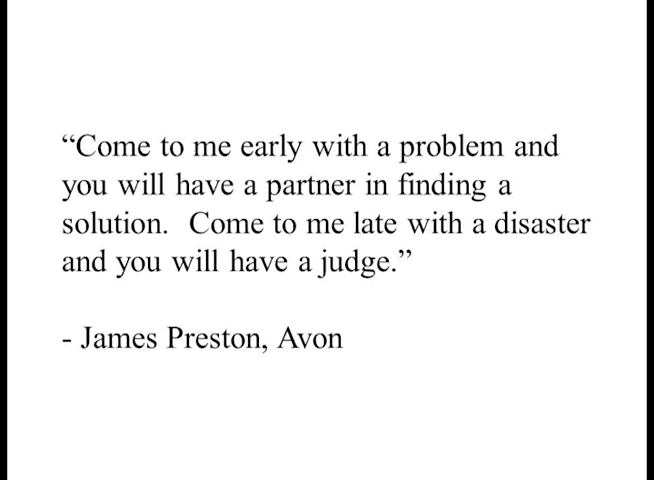 “Come to me early with a problem and
you will have a partner in finding a
solution.  Come to me late with a disaster
and you will have a judge.”
- James Preston, Avon